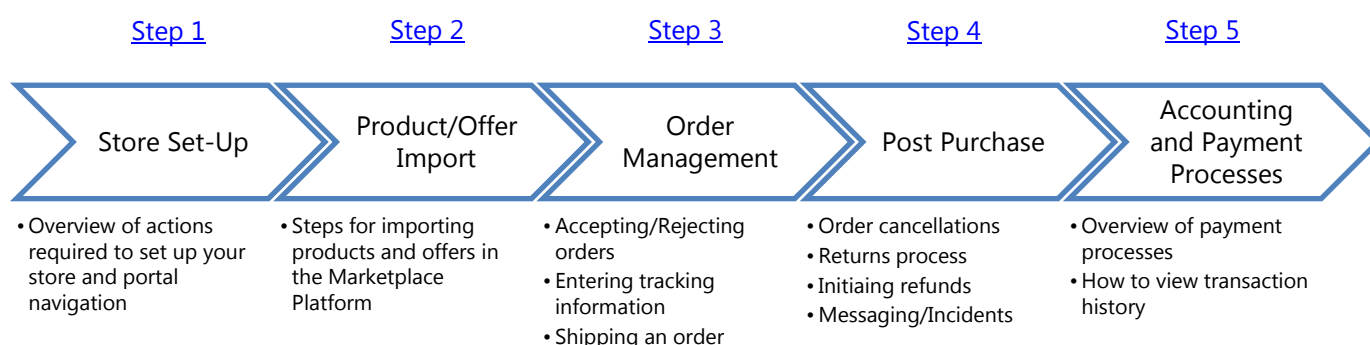 Step 1
Step 2
Step 3
Step 4
Step 5
Store Set-Up
Product/Offer
Import
Order
Management
Post Purchase
Accounting
and Payment
Processes
• Overview of actions
required to set up your
store and portal
navigation
• Steps for importing
products and offers in
the Marketplace
Platform
• Accepting/Rejecting
orders
• Entering tracking
information
• Shipping an order
• Order cancellations
• Returns process
• Initiaing refunds
• Messaging/Incidents
• Overview of payment
processes
• How to view transaction
history